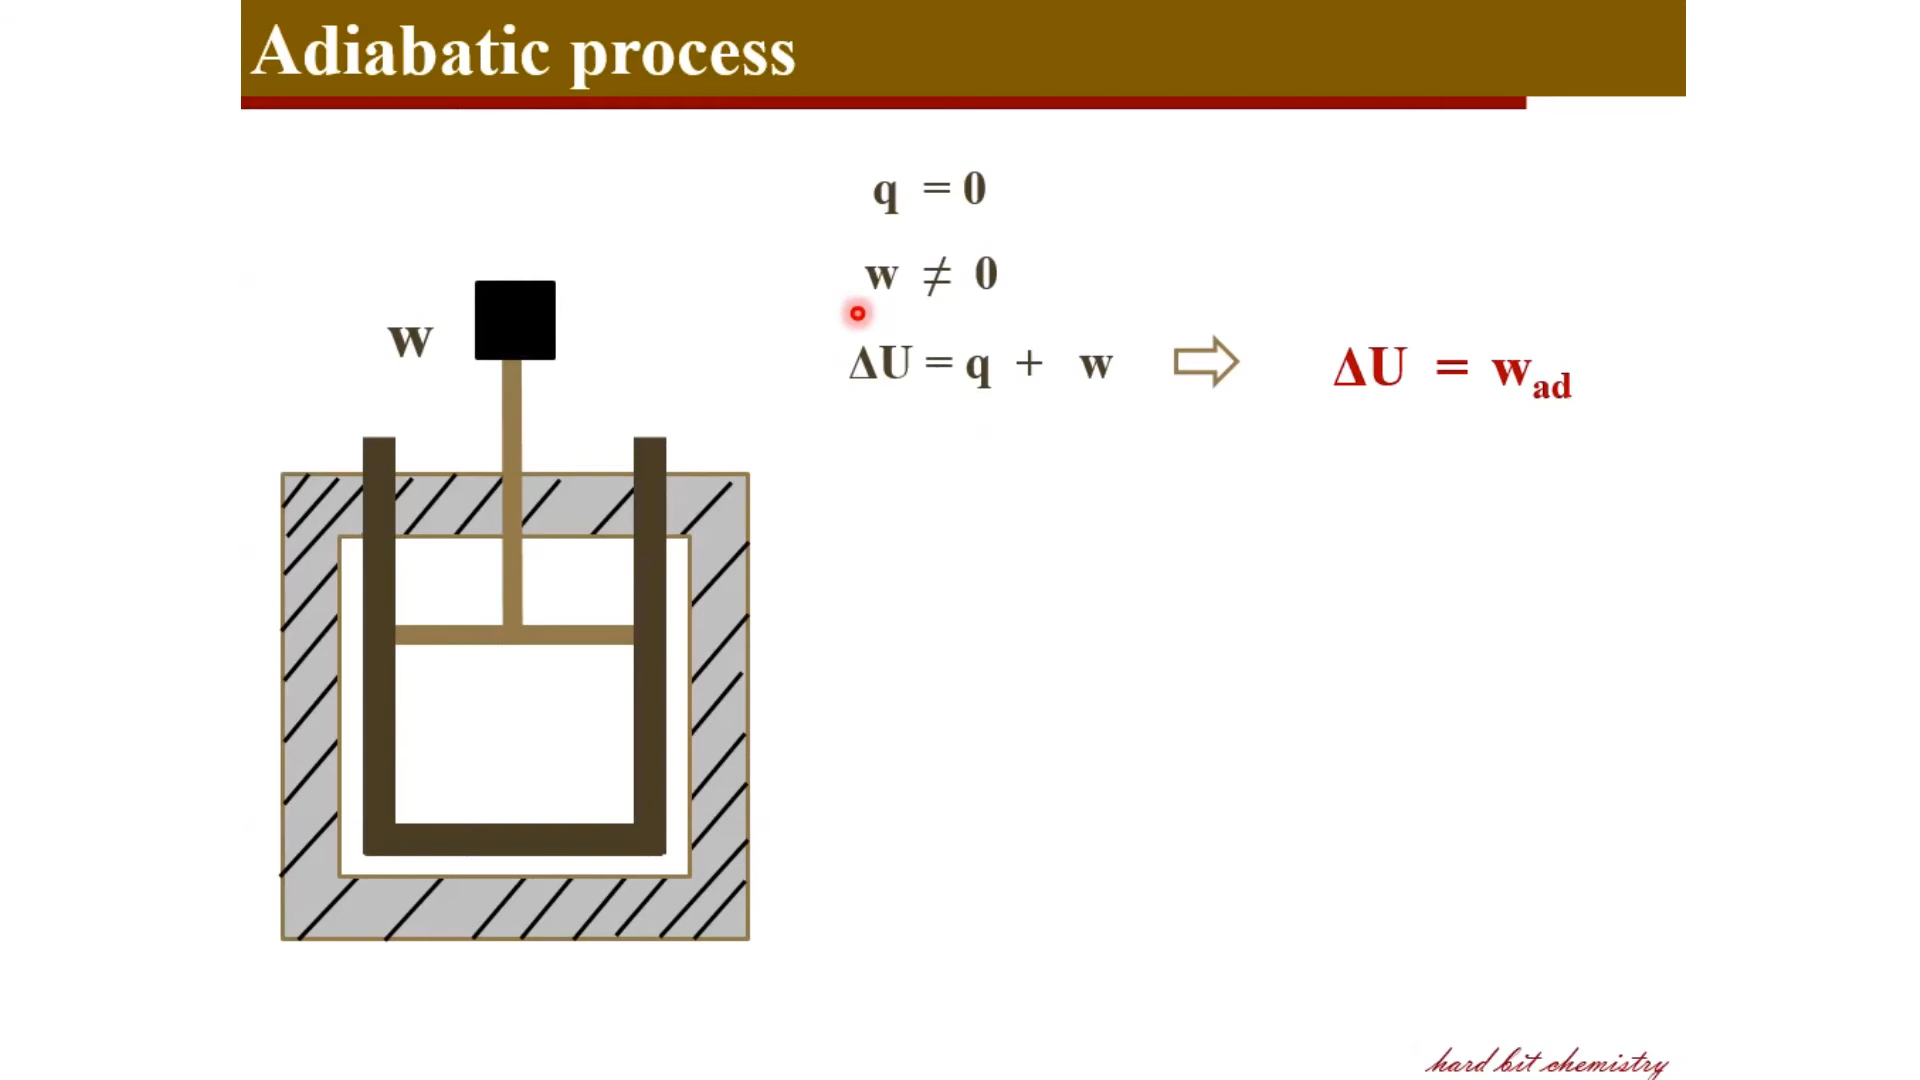 Adiabatic process
q = 0
w ≠ 0
w
ΔU = q + w ⇨ ΔU = w_ad
hard bit chemistry